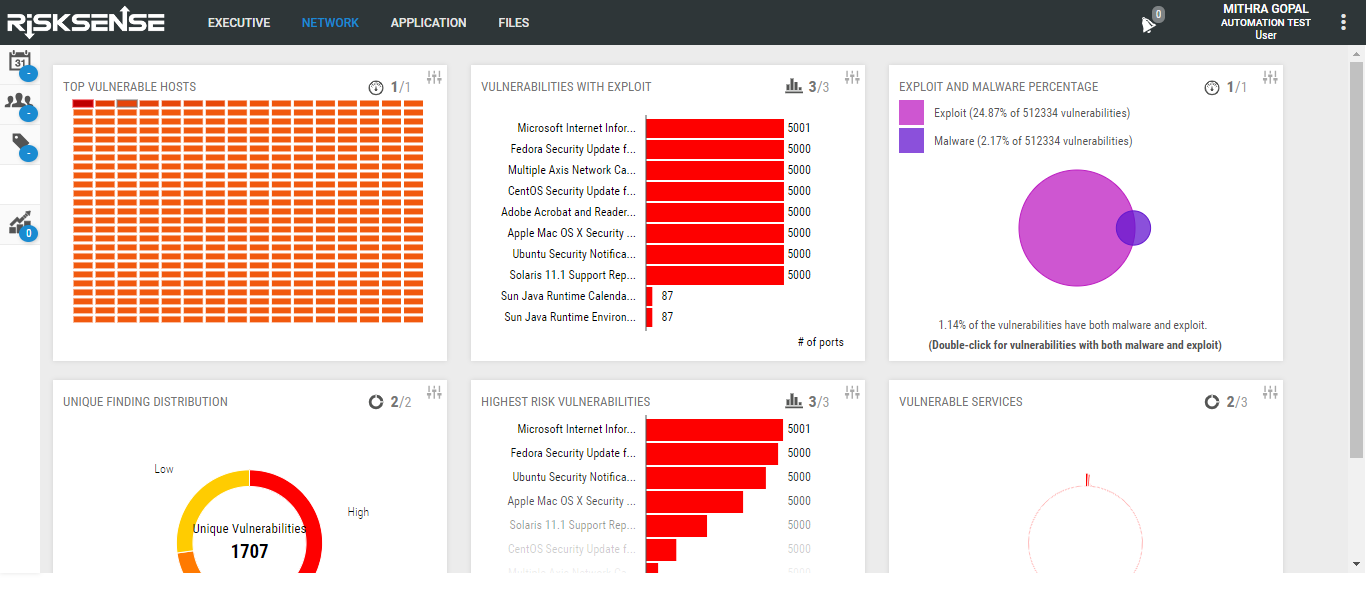 RiSKSENSE
EXECUTIVE
NETWORK
APPLICATION
FILES
0
MITHRA GOPAL
AUTOMATION TEST
User
31
-
-
-
0
TOP VULNERABLE HOSTS
1/1
VULNERABILITIES WITH EXPLOIT
3/3
Microsoft Internet Infor... 5001
Fedora Security Update f... 5000
Multiple Axis Network Ca... 5000
CentOS Security Update f... 5000
Adobe Acrobat and Reader... 5000
Apple Mac OS X Security ... 5000
Ubuntu Security Notifica... 5000
Solaris 11.1 Support Rep... 5000
Sun Java Runtime Calenda... 87
Sun Java Runtime Environ... 87
# of ports
EXPLOIT AND MALWARE PERCENTAGE
1/1
Exploit (24.87% of 512334 vulnerabilities)
Malware (2.17% of 512334 vulnerabilities)
1.14% of the vulnerabilities have both malware and exploit.
(Double-click for vulnerabilities with both malware and exploit)
UNIQUE FINDING DISTRIBUTION
2/2
Low
High
Unique Vulnerabilities
1707
HIGHEST RISK VULNERABILITIES
3/3
Microsoft Internet Infor... 5001
Fedora Security Update f... 5000
Ubuntu Security Notifica... 5000
Apple Mac OS X Security ... 5000
Solaris 11.1 Support Rep... 5000
CentOS Security Update f... 5000
Multiple Axis Network Ca... 5000
VULNERABLE SERVICES
2/3